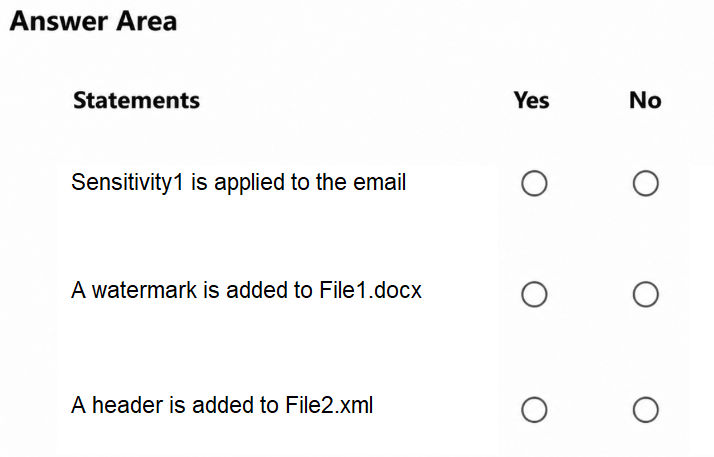 Answer Area
Statements Yes No
Sensitivity1 is applied to the email
A watermark is added to File1.docx
A header is added to File2.xml